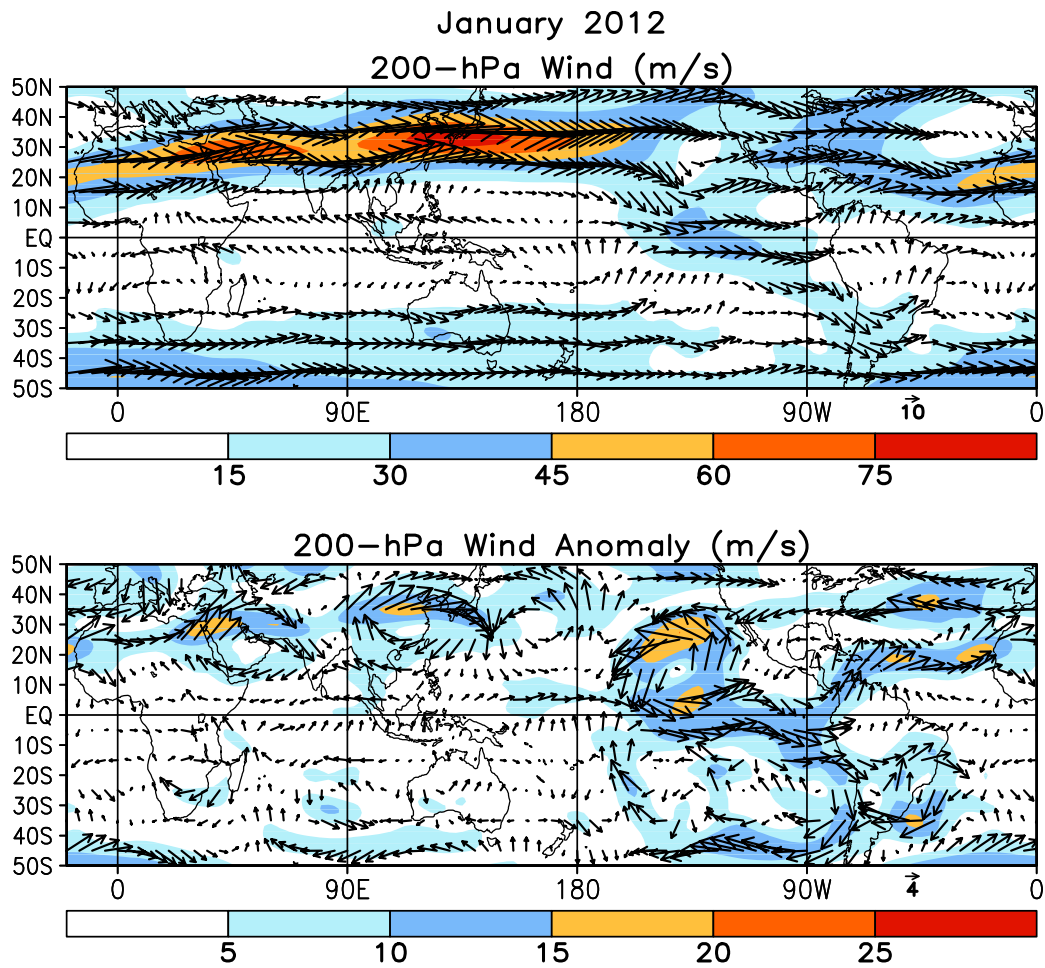 January 2012
200-hPa Wind (m/s)
50N
40N
30N
20N
10N
EQ
10S
20S
30S
40S
50S
0 90E 180 90W 0
10
15 30 45 60 75
200-hPa Wind Anomaly (m/s)
50N
40N
30N
20N
10N
EQ
10S
20S
30S
40S
50S
0 90E 180 90W 0
4
5 10 15 20 25